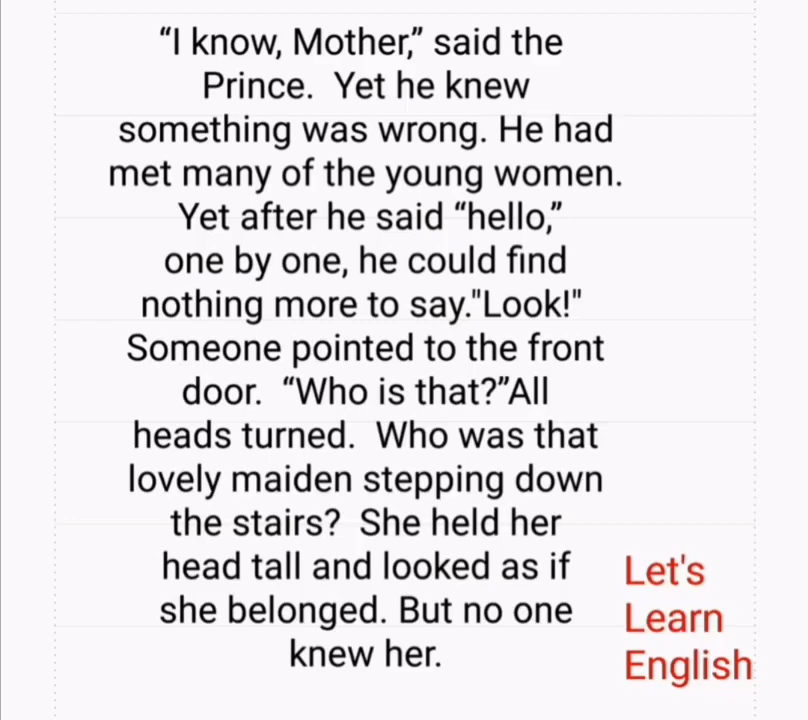 “I know, Mother,” said the
Prince.  Yet he knew
something was wrong. He had
met many of the young women.
Yet after he said “hello,”
one by one, he could find
nothing more to say."Look!"
Someone pointed to the front
door.  “Who is that?”All
heads turned.  Who was that
lovely maiden stepping down
the stairs?  She held her
head tall and looked as if
she belonged. But no one
knew her.
Let's
Learn
English